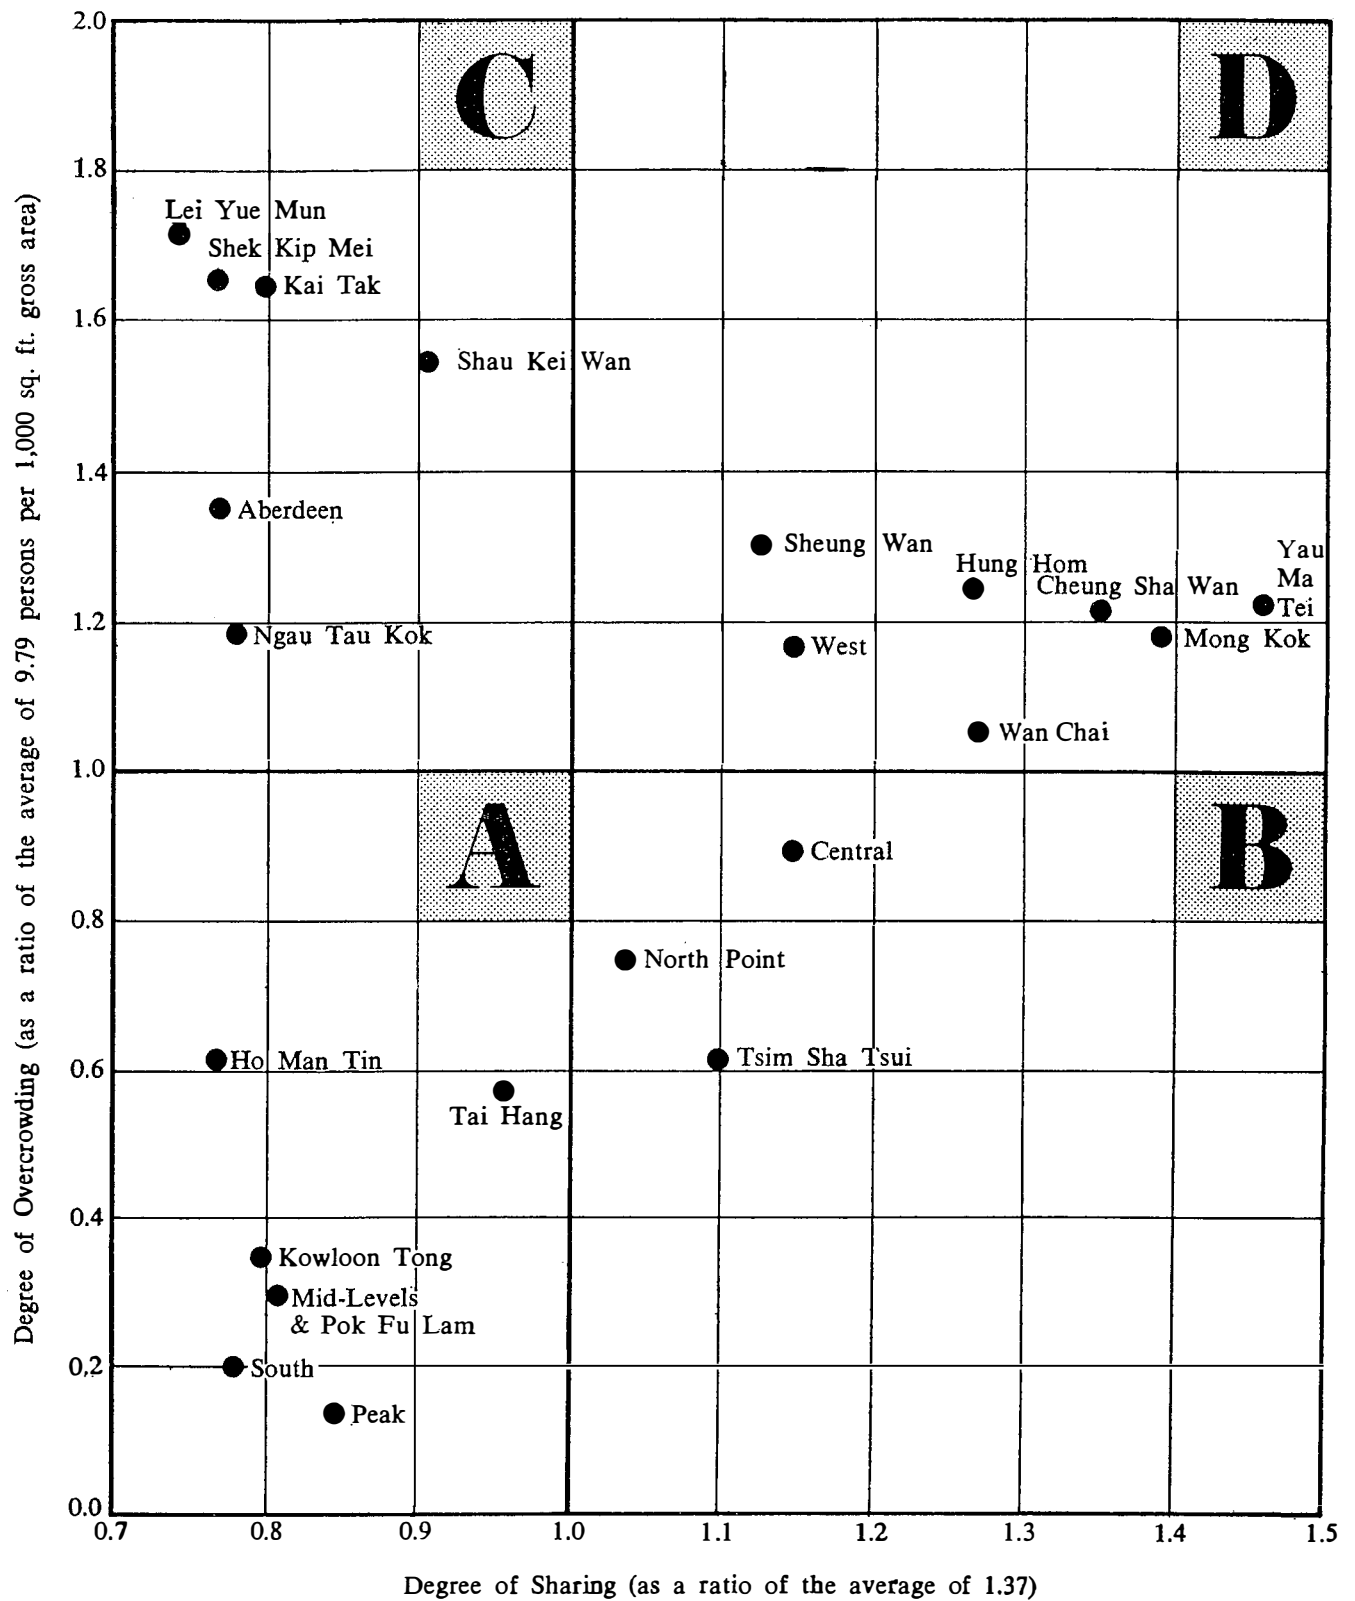 2.0
C
D
1.8
Lei Yue Mun
Shek Kip Mei
Kai Tak
1.6
Shau Kei Wan
1.4
Aberdeen
Sheung Wan
Yau
Ma
Tei
Hung Hom
Cheung Sha Wan
1.2
Ngau Tau Kok
West
Mong Kok
Wan Chai
1.0
A
B
Central
0.8
North Point
0.6
Ho Man Tin
Tsim Sha Tsui
Tai Hang
0.4
Kowloon Tong
Mid-Levels
& Pok Fu Lam
0.2
South
Peak
0.0
0.7 0.8 0.9 1.0 1.1 1.2 1.3 1.4 1.5
Degree of Sharing (as a ratio of the average of 1.37)
Degree of Overcrowding (as a ratio of the average of 9.79 persons per 1,000 sq. ft. gross area)